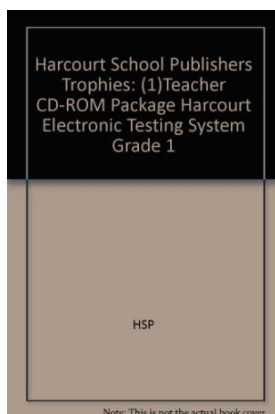 Harcourt School Publishers
Trophies: (1)Teacher
CD-ROM Package Harcourt
Electronic Testing System
Grade 1
HSP
Note: This is not the actual book cover